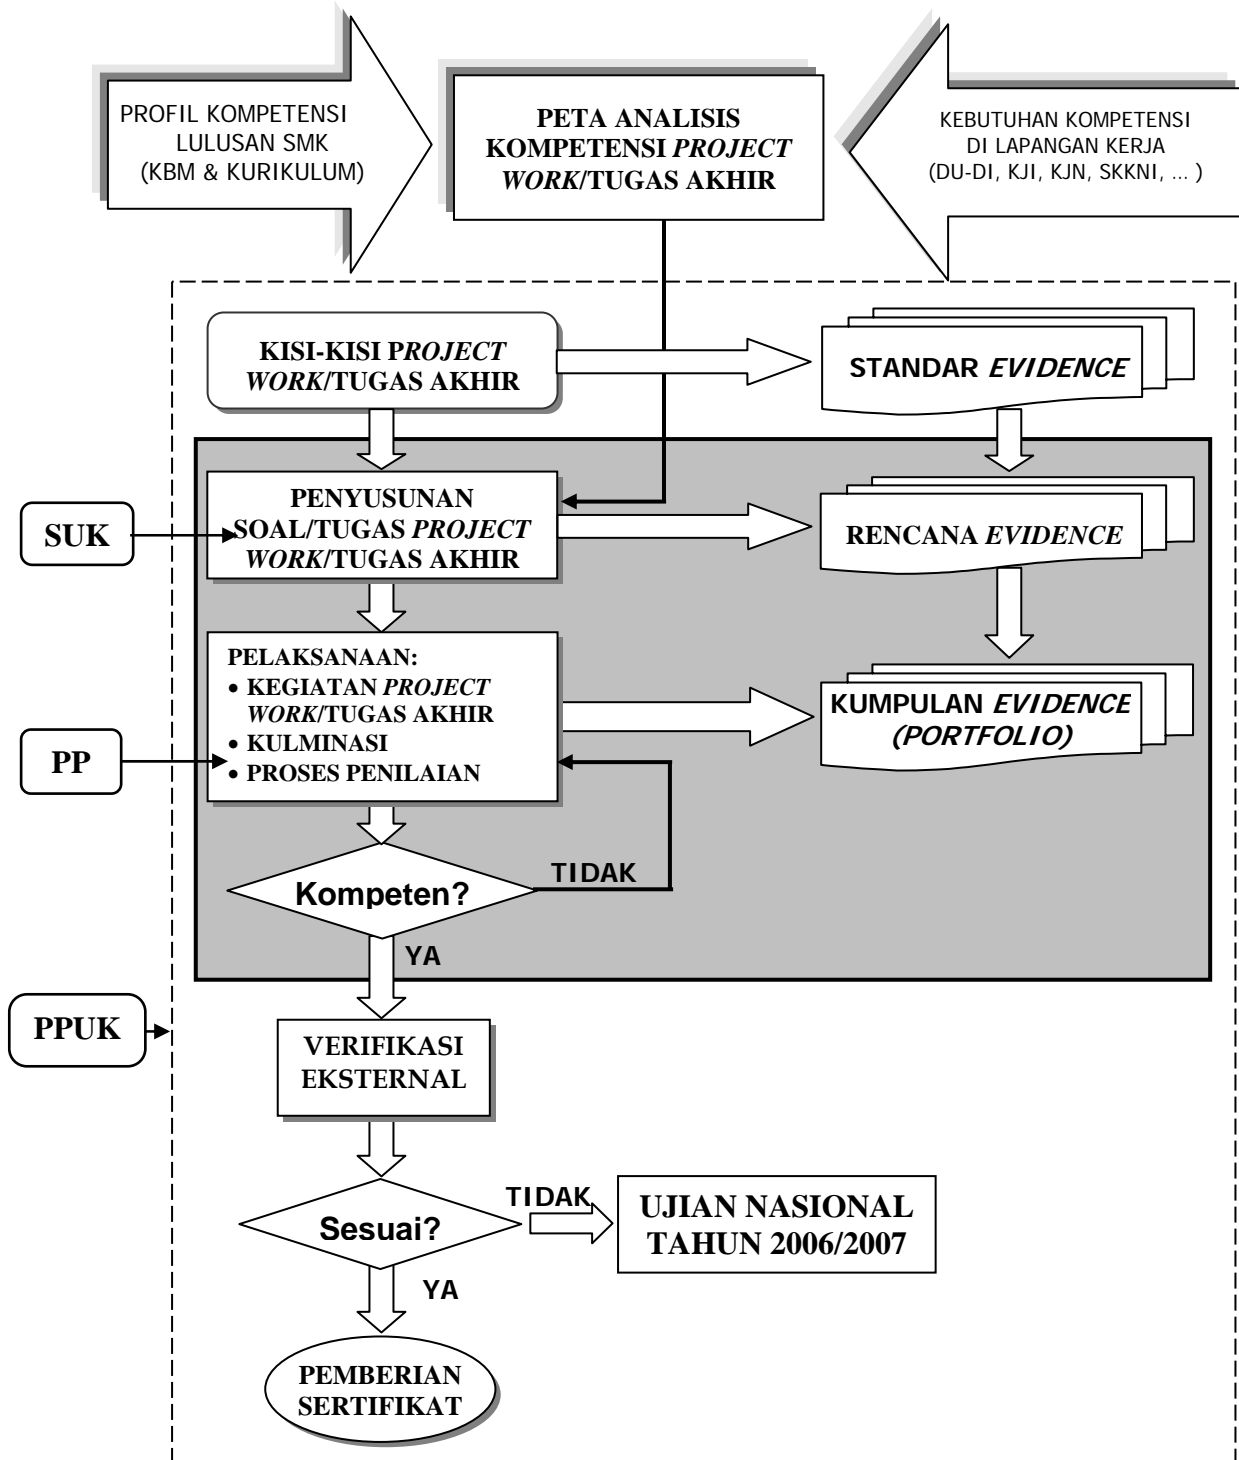 PROFIL KOMPETENSI
LULUSAN SMK
(KBM & KURIKULUM)
PETA ANALISIS
KOMPETENSI PROJECT
WORK/TUGAS AKHIR
KEBUTUHAN KOMPETENSI
DI LAPANGAN KERJA
(DU-DI, KJI, KJN, SKKNI, ... )
KISI-KISI PROJECT
WORK/TUGAS AKHIR
STANDAR EVIDENCE
SUK
PENYUSUNAN
SOAL/TUGAS PROJECT
WORK/TUGAS AKHIR
RENCANA EVIDENCE
PP
PELAKSANAAN:
• KEGIATAN PROJECT
WORK/TUGAS AKHIR
• KULMINASI
• PROSES PENILAIAN
KUMPULAN EVIDENCE
(PORTFOLIO)
Kompeten?
TIDAK
YA
PPUK
VERIFIKASI
EKSTERNAL
Sesuai?
TIDAK
UJIAN NASIONAL
TAHUN 2006/2007
YA
PEMBERIAN
SERTIFIKAT